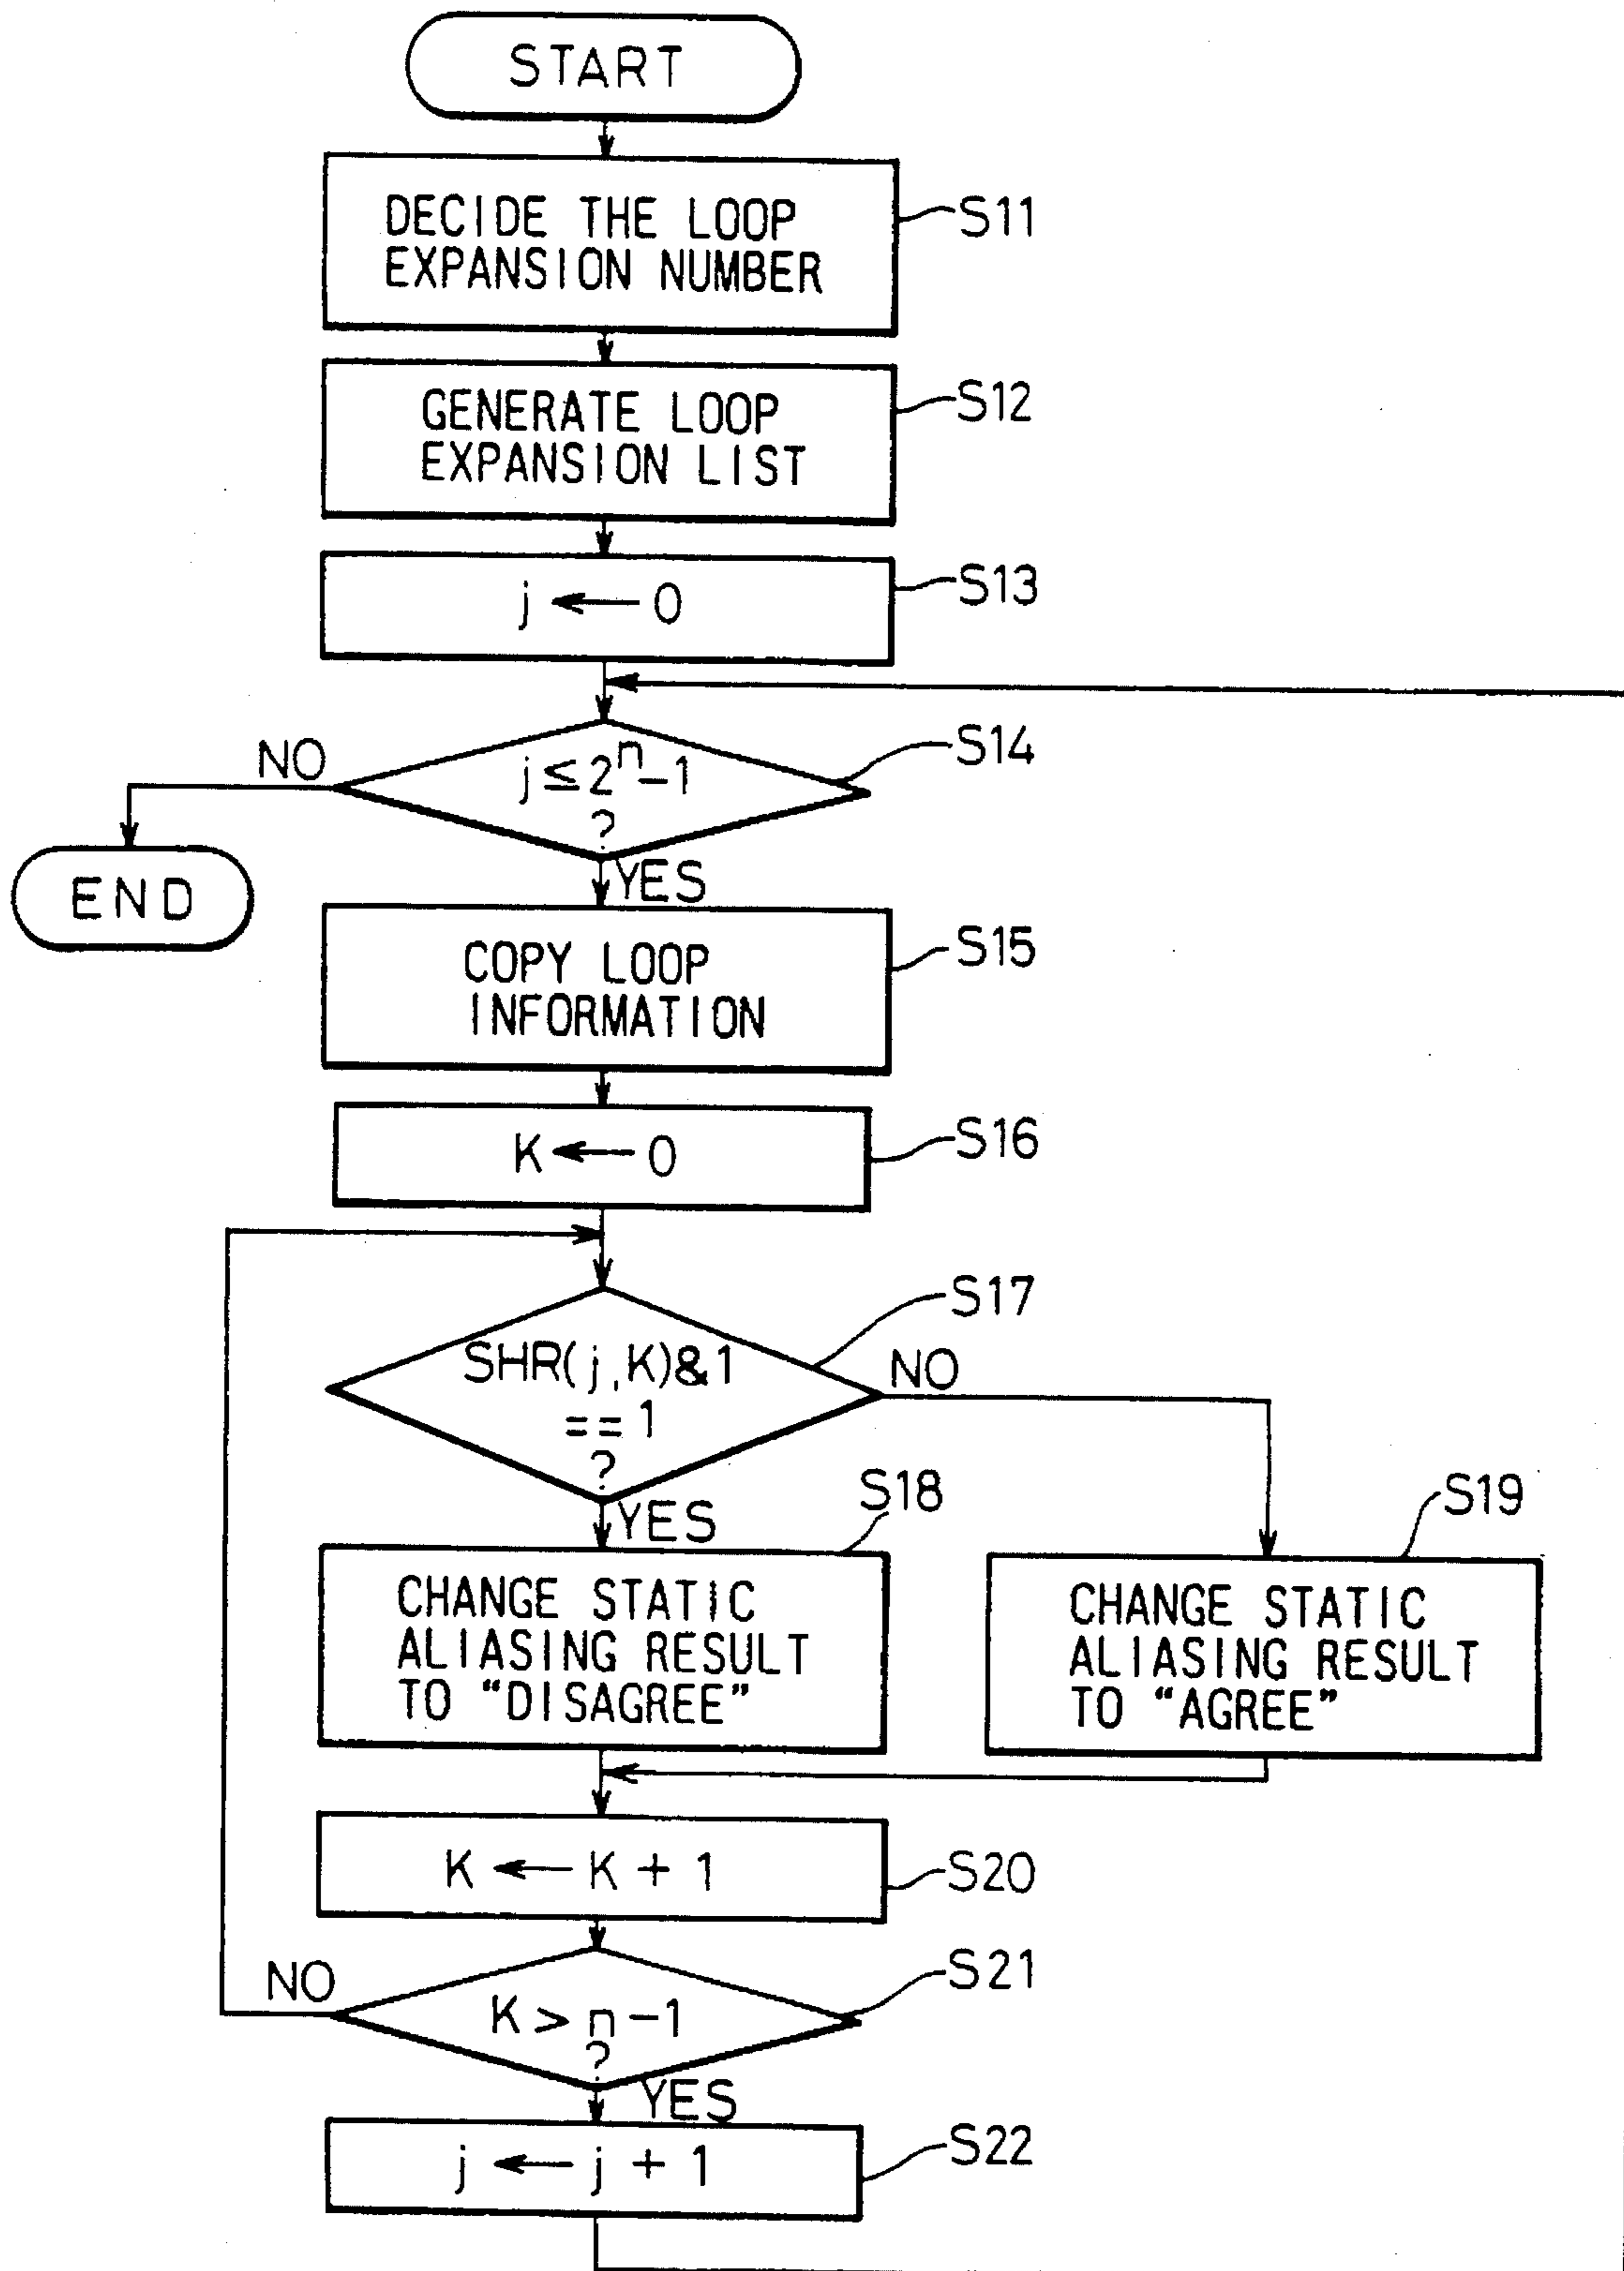 START
DECIDE THE LOOP
EXPANSION NUMBER
S11
GENERATE LOOP
EXPANSION LIST
S12
j ← 0
S13
j ≤ 2^n - 1
?
S14
NO
YES
END
COPY LOOP
INFORMATION
S15
K ← 0
S16
SHR(j,K)&1
==1
?
S17
NO
YES
CHANGE STATIC
ALIASING RESULT
TO “DISAGREE”
S18
CHANGE STATIC
ALIASING RESULT
TO “AGREE”
S19
K ← K + 1
S20
K > n - 1
?
S21
NO
YES
j ← j + 1
S22